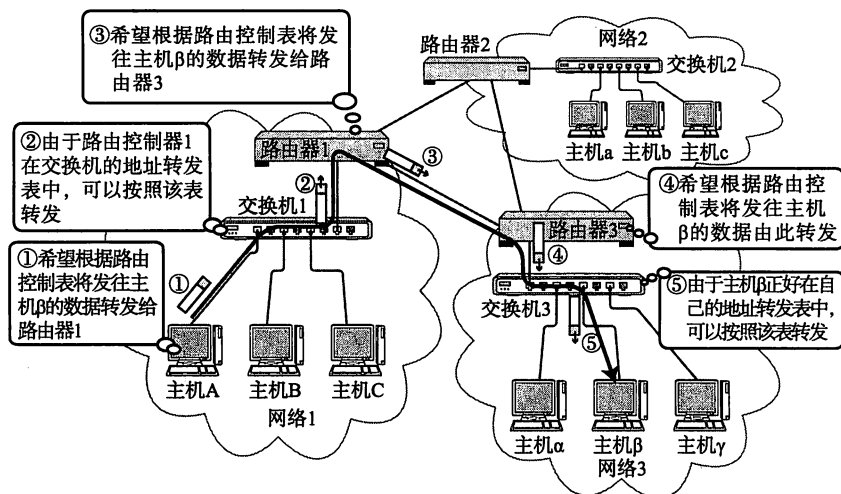 ③希望根据路由控制表将发
往主机β的数据转发给路
由器3
路由器2
网络2
交换机2
主机a
主机b
主机c
②由于路由控制器1
在交换机的地址转发
表中，可以按照该表
转发
路由器1
③
②
交换机1
①希望根据路由
控制表将发往主
机β的数据转发给
路由器1
①
主机A
主机B
主机C
网络1
④希望根据路由控
制表将发往主机
β的数据由此转发
路由器3
④
交换机3
⑤由于主机β正好在自
己的地址转发表中，
可以按照该表转发
⑤
主机α
主机β
主机γ
网络3